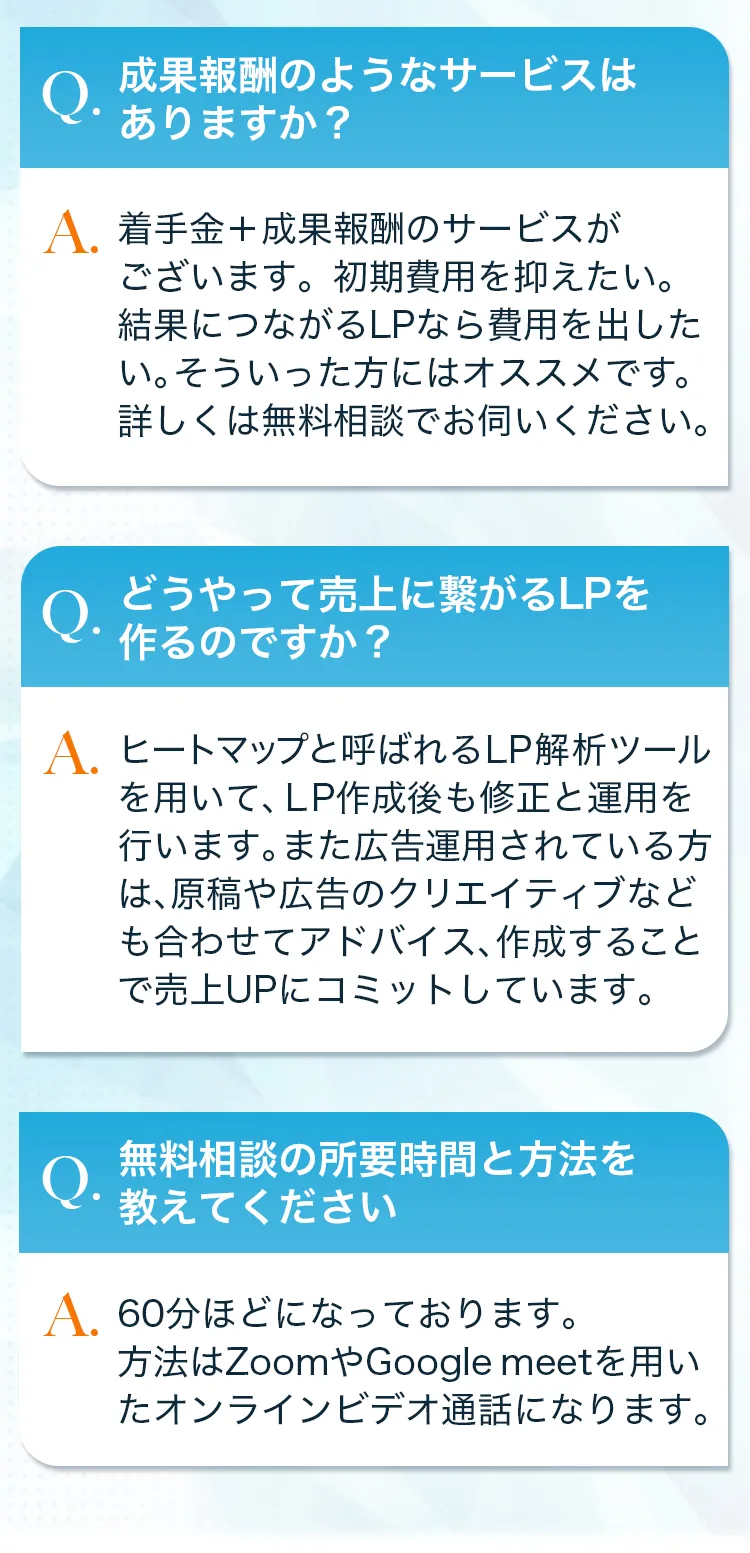 Q. 成果報酬のようなサービスは
ありますか？
A. 着手金＋成果報酬のサービスが
ございます。初期費用を抑えたい。
結果につながるLPなら費用を出した
い。そういった方にはオススメです。
詳しくは無料相談でお伺いください。
Q. どうやって売上に繋がるLPを
作るのですか？
A. ヒートマップと呼ばれるLP解析ツール
を用いて、LP作成後も修正と運用を
行います。また広告運用されている方
は、原稿や広告のクリエイティブなど
も合わせてアドバイス、作成すること
で売上UPにコミットしています。
Q. 無料相談の所要時間と方法を
教えてください
A. 60分ほどになっております。
方法はZoomやGoogle meetを用い
たオンラインビデオ通話になります。